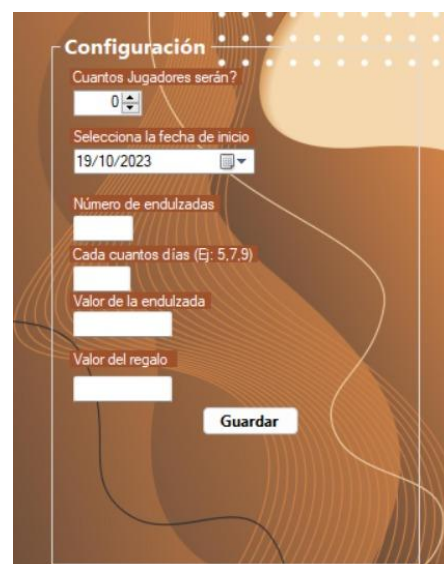 Configuración
Cuantos Jugadores serán?
0
Selecciona la fecha de inicio
19/10/2023
Número de endulzadas
Cada cuantos días (Ej: 5,7,9)
Valor de la endulzada
Valor del regalo
Guardar